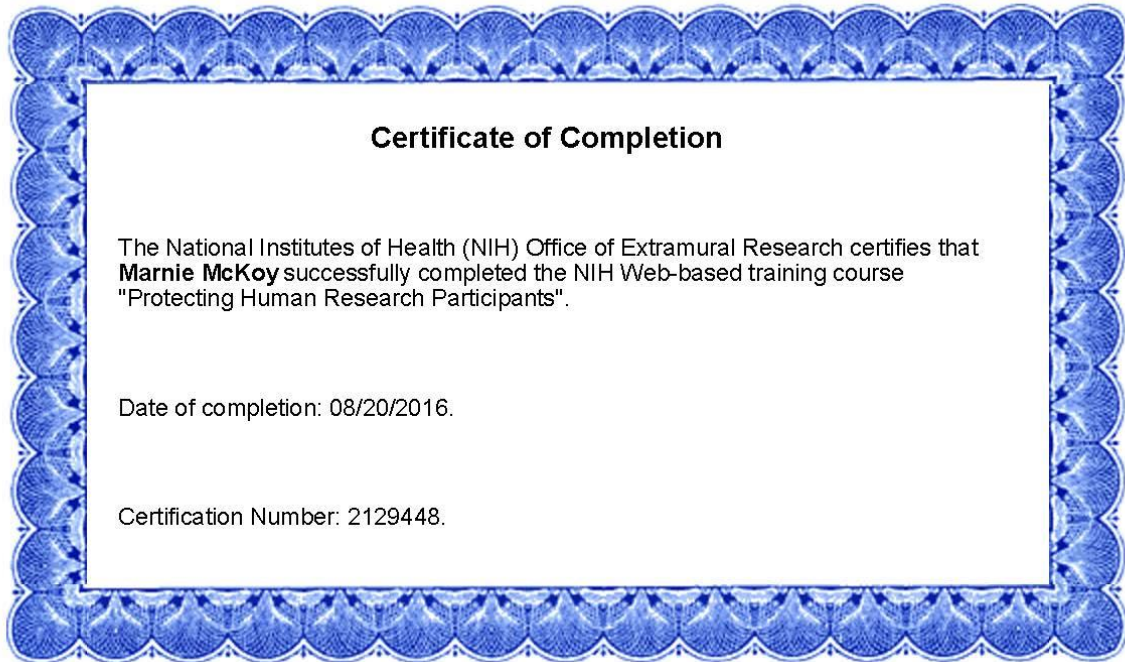 Certificate of Completion
The National Institutes of Health (NIH) Office of Extramural Research certifies that
Marnie McKoy successfully completed the NIH Web-based training course
"Protecting Human Research Participants".
Date of completion: 08/20/2016.
Certification Number: 2129448.